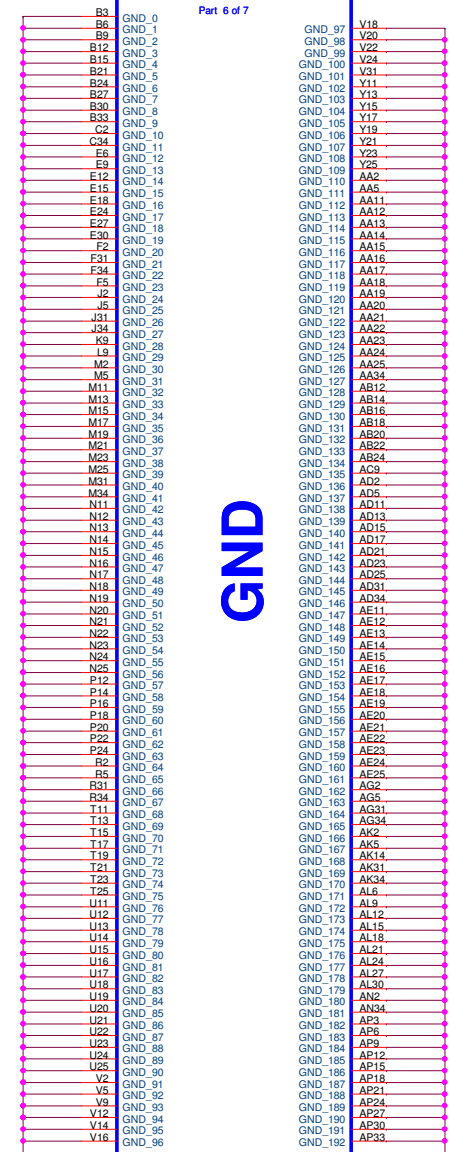 Part 6 of 7
B3 GND_0
B6 GND_1
B9 GND_2
B12 GND_3
B15 GND_4
B21 GND_5
B24 GND_6
B27 GND_7
B30 GND_8
B33 GND_9
C2 GND_10
C34 GND_11
E6 GND_12
E9 GND_13
E12 GND_14
E15 GND_15
E18 GND_16
E24 GND_17
E27 GND_18
E30 GND_19
F2 GND_20
F31 GND_21
F34 GND_22
F5 GND_23
J2 GND_24
J5 GND_25
J31 GND_26
J34 GND_27
K9 GND_28
L9 GND_29
M2 GND_30
M5 GND_31
M11 GND_32
M13 GND_33
M15 GND_34
M17 GND_35
M19 GND_36
M21 GND_37
M23 GND_38
M25 GND_39
M31 GND_40
M34 GND_41
N11 GND_42
N12 GND_43
N13 GND_44
N14 GND_45
N15 GND_46
N16 GND_47
N17 GND_48
N18 GND_49
N19 GND_50
N20 GND_51
N21 GND_52
N22 GND_53
N23 GND_54
N24 GND_55
N25 GND_56
P12 GND_57
P14 GND_58
P16 GND_59
P18 GND_60
P20 GND_61
P22 GND_62
P24 GND_63
R2 GND_64
R5 GND_65
R31 GND_66
R34 GND_67
T11 GND_68
T13 GND_69
T15 GND_70
T17 GND_71
T19 GND_72
T21 GND_73
T23 GND_74
T25 GND_75
U11 GND_76
U12 GND_77
U13 GND_78
U14 GND_79
U15 GND_80
U16 GND_81
U17 GND_82
U18 GND_83
U19 GND_84
U20 GND_85
U21 GND_86
U22 GND_87
U23 GND_88
U24 GND_89
U25 GND_90
V2 GND_91
V5 GND_92
V9 GND_93
V12 GND_94
V14 GND_95
V16 GND_96
GND
GND_97 V18
GND_98 V20
GND_99 V22
GND_100 V24
GND_101 V31
GND_102 Y11
GND_103 Y13
GND_104 Y15
GND_105 Y17
GND_106 Y19
GND_107 Y21
GND_108 Y23
GND_109 Y25
GND_110 AA2
GND_111 AA5
GND_112 AA11
GND_113 AA12
GND_114 AA13
GND_115 AA14
GND_116 AA15
GND_117 AA16
GND_118 AA17
GND_119 AA18
GND_120 AA19
GND_121 AA20
GND_122 AA21
GND_123 AA22
GND_124 AA23
GND_125 AA24
GND_126 AA25
GND_127 AA34
GND_128 AB12
GND_129 AB14
GND_130 AB16
GND_131 AB18
GND_132 AB20
GND_133 AB22
GND_134 AB24
GND_135 AC9
GND_136 AD2
GND_137 AD5
GND_138 AD11
GND_139 AD13
GND_140 AD15
GND_141 AD17
GND_142 AD21
GND_143 AD23
GND_144 AD25
GND_145 AD31
GND_146 AD34
GND_147 AE11
GND_148 AE12
GND_149 AE13
GND_150 AE14
GND_151 AE15
GND_152 AE16
GND_153 AE17
GND_154 AE18
GND_155 AE19
GND_156 AE20
GND_157 AE21
GND_158 AE22
GND_159 AE23
GND_160 AE24
GND_161 AE25
GND_162 AG2
GND_163 AG5
GND_164 AG31
GND_165 AG34
GND_166 AK2
GND_167 AK5
GND_168 AK14
GND_169 AK31
GND_170 AK34
GND_171 AL6
GND_172 AL9
GND_173 AL12
GND_174 AL15
GND_175 AL18
GND_176 AL21
GND_177 AL24
GND_178 AL27
GND_179 AL30
GND_180 AN2
GND_181 AN34
GND_182 AP3
GND_183 AP6
GND_184 AP9
GND_185 AP12
GND_186 AP15
GND_187 AP18
GND_188 AP21
GND_189 AP24
GND_190 AP27
GND_191 AP30
GND_192 AP33